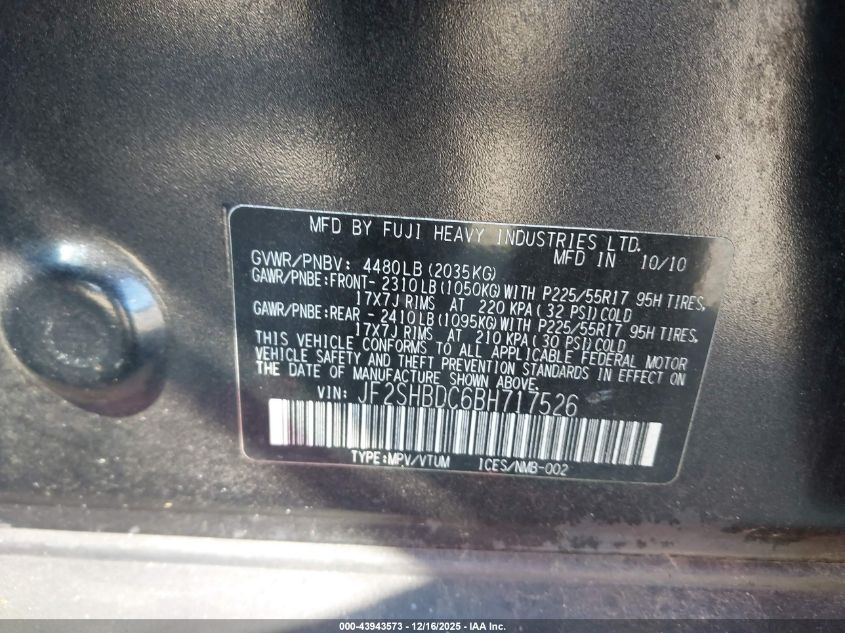 MFD BY FUJI HEAVY INDUSTRIES LTD.
GVWR/PNBV: 4480LB(2035KG) MFD IN 10/10
GAWR/PNBE:FRONT- 2310LB(1050KG)WITH P225/55R17 95H TIRES,
17X7J RIMS AT 220 KPA(32 PSI)COLD
GAWR/PNBE:REAR - 2410LB(1095KG)WITH P225/55R17 95H TIRES,
17X7J RIMS AT 210 KPA(30 PSI)COLD
THIS VEHICLE CONFORMS TO ALL APPLICABLE FEDERAL MOTOR
VEHICLE SAFETY AND THEFT PREVENTION STANDARDS IN EFFECT ON
THE DATE OF MANUFACTURE SHOWN ABOVE.
VIN: JF2SHBDC6BH717526
TYPE:MPV/VTUM ICES/NMB-002
000-43943573 - 12/16/2025 - IAA Inc.